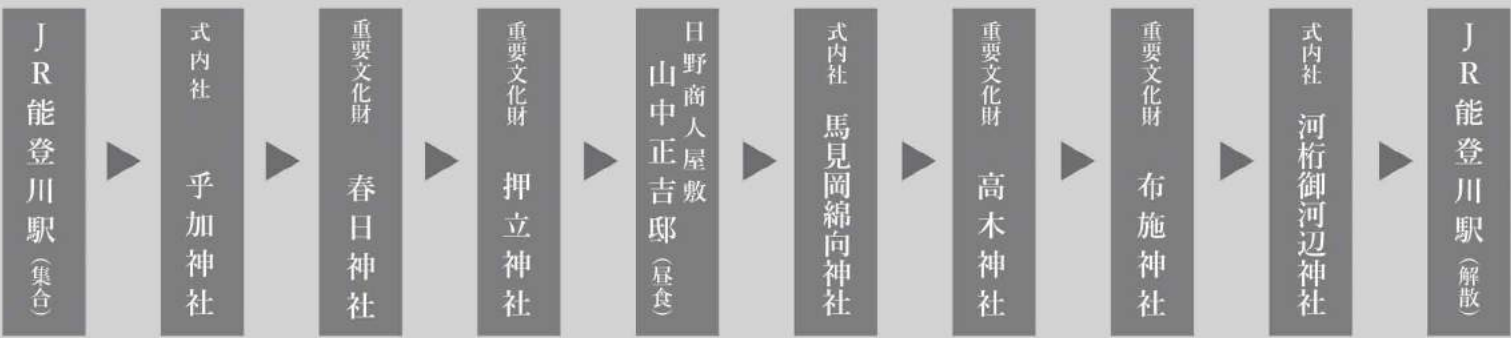 JR能登川駅(集合)
式内社 乎加神社
重要文化財 春日神社
重要文化財 押立神社
日野商人屋敷
山中正吉邸(昼食)
式内社 馬見岡綿向神社
重要文化財 高木神社
重要文化財 布施神社
式内社 河桁御河辺神社
JR能登川駅(解散)